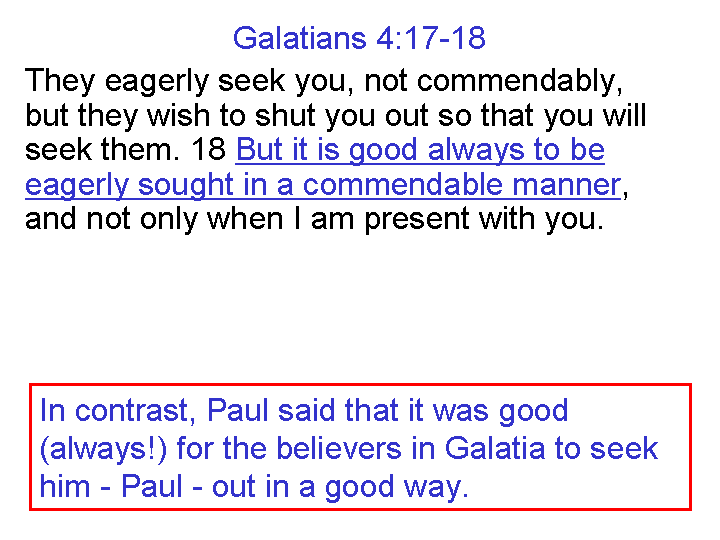 Galatians 4:17-18
They eagerly seek you, not commendably,
but they wish to shut you out so that you will
seek them. 18 But it is good always to be
eagerly sought in a commendable manner,
and not only when I am present with you.
In contrast, Paul said that it was good
(always!) for the believers in Galatia to seek
him - Paul - out in a good way.